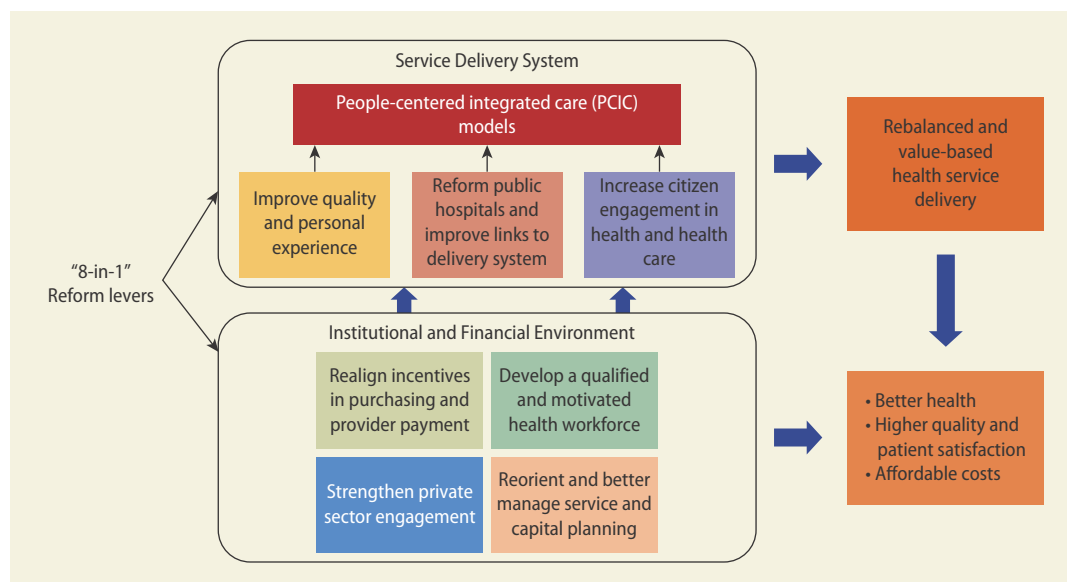 Service Delivery System
People-centered integrated care (PCIC)
models
Improve quality
and personal
experience
Reform public
hospitals and
improve links to
delivery system
Increase citizen
engagement in
health and health
care
“8-in-1”
Reform levers
Institutional and Financial Environment
Realign incentives
in purchasing and
provider payment
Develop a qualified
and motivated
health workforce
Strengthen private
sector engagement
Reorient and better
manage service and
capital planning
Rebalanced and
value-based
health service
delivery
• Better health
• Higher quality and
patient satisfaction
• Affordable costs